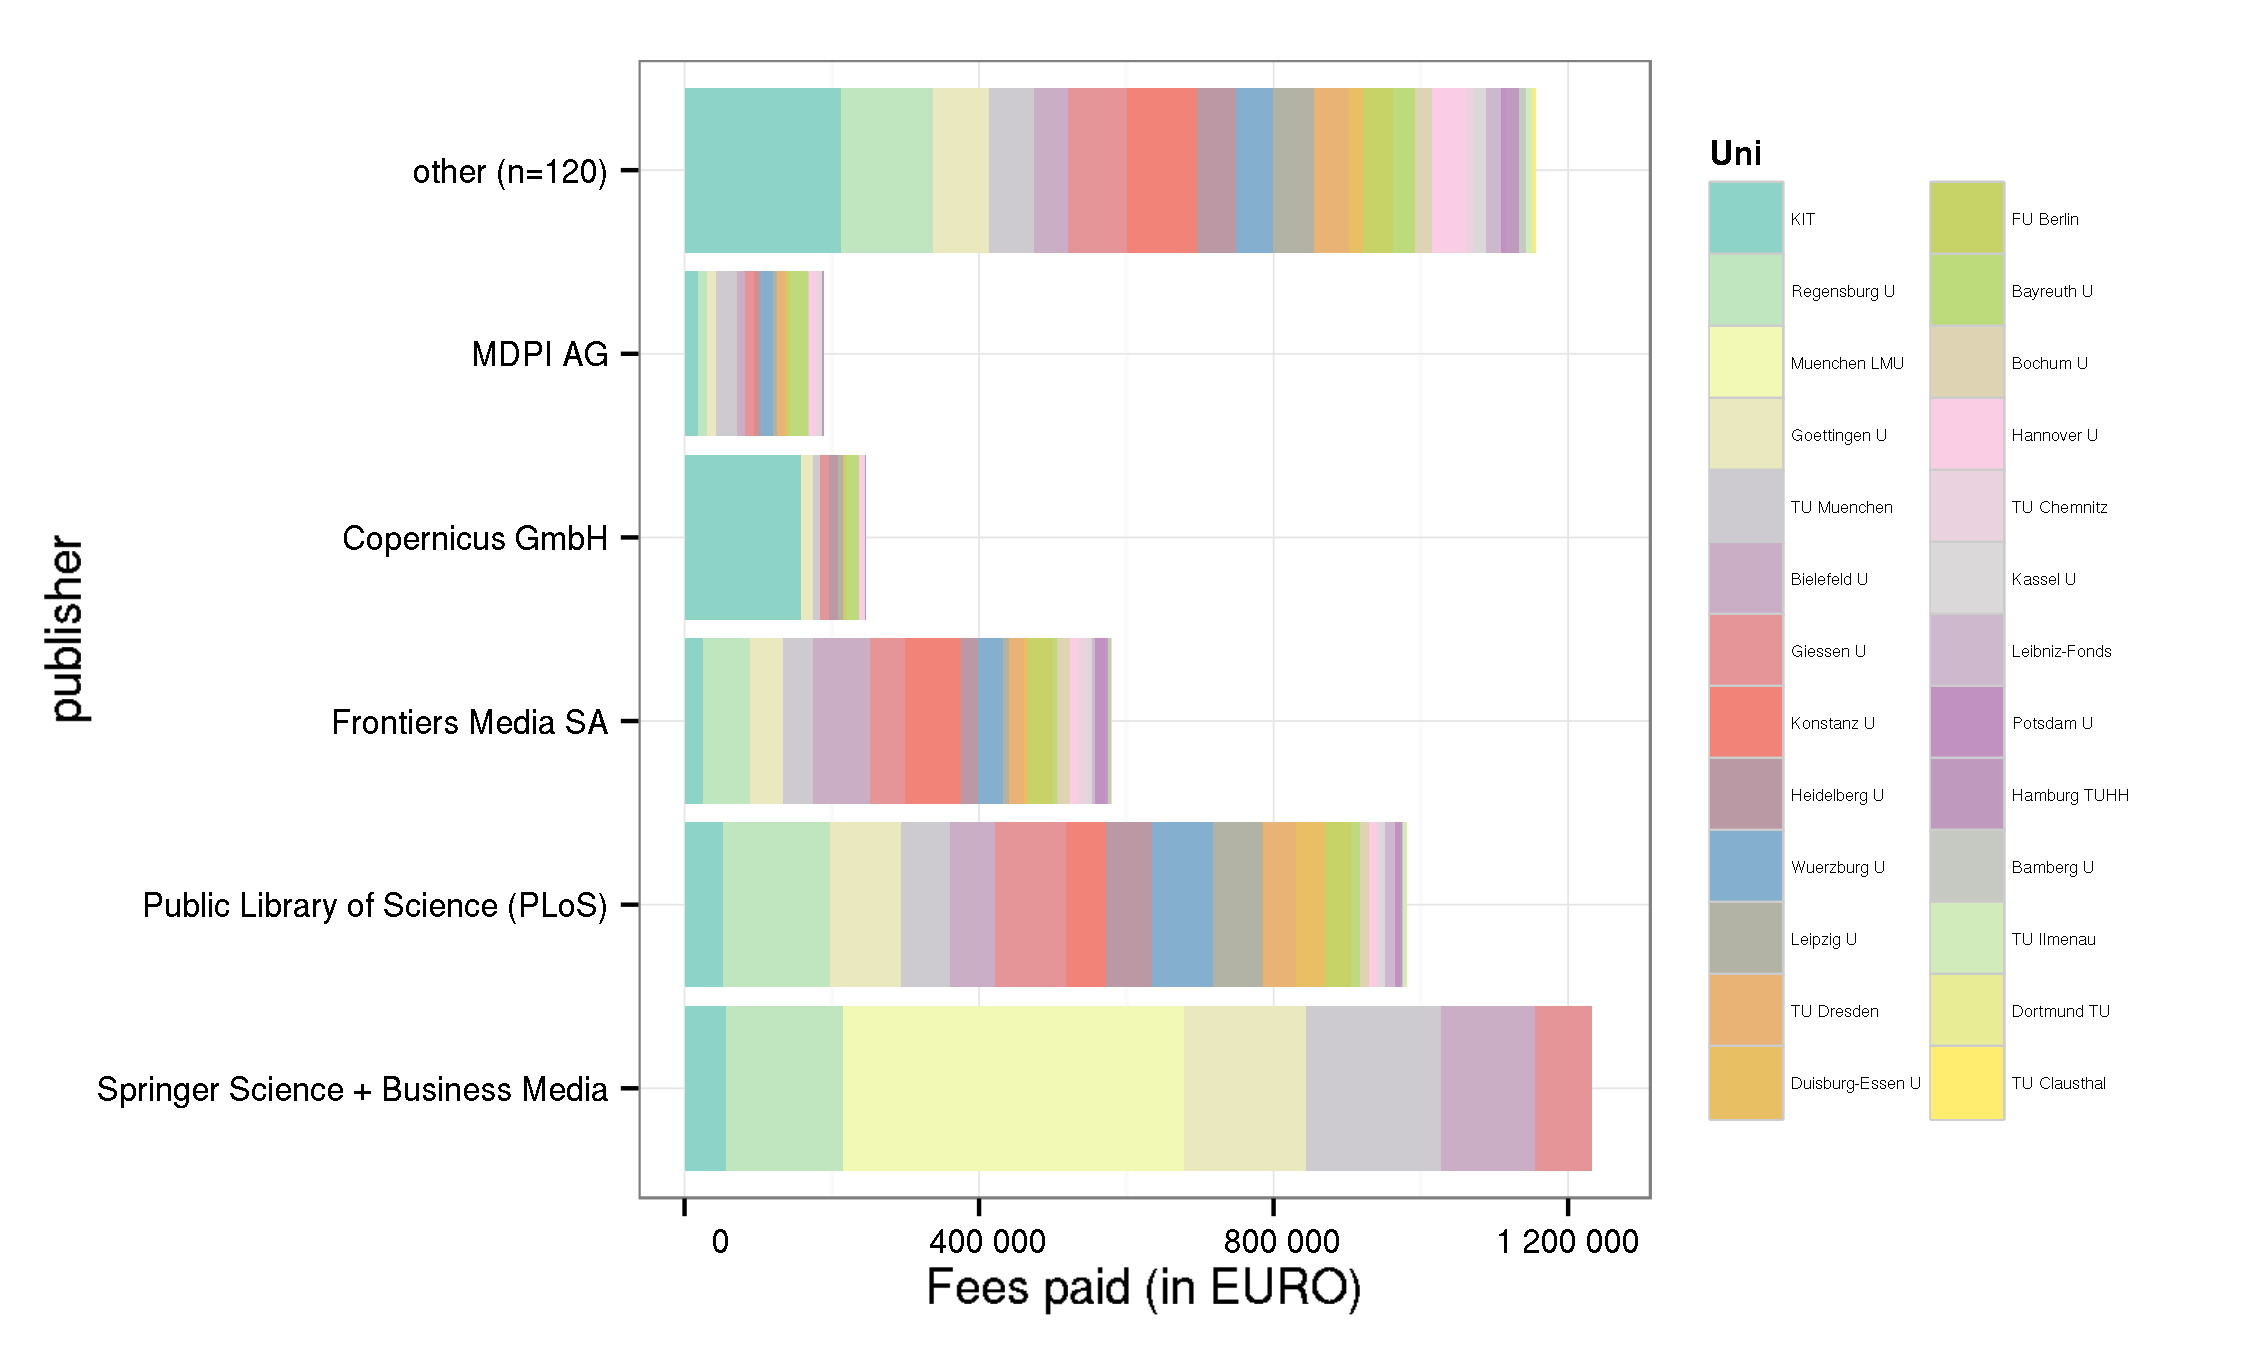 other (n=120)
MDPI AG
Copernicus GmbH
Frontiers Media SA
Public Library of Science (PLoS)
Springer Science + Business Media
publisher
0
400 000
800 000
1 200 000
Fees paid (in EURO)
Uni
KIT
Regensburg U
Muenchen LMU
Goettingen U
TU Muenchen
Bielefeld U
Giessen U
Konstanz U
Heidelberg U
Wuerzburg U
Leipzig U
TU Dresden
Duisburg-Essen U
FU Berlin
Bayreuth U
Bochum U
Hannover U
TU Chemnitz
Kassel U
Leibniz-Fonds
Potsdam U
Hamburg TUHH
Bamberg U
TU Ilmenau
Dortmund TU
TU Clausthal